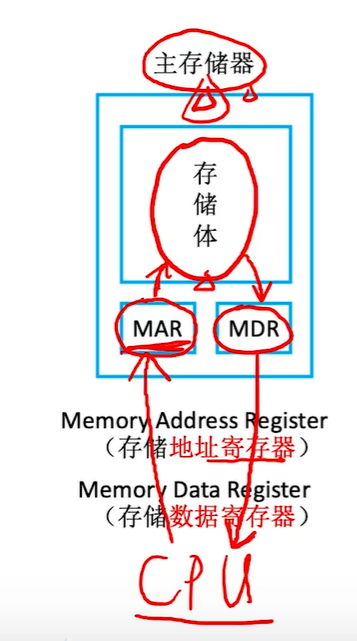 主存储器
存
储
体
MAR
MDR
Memory Address Register
（存储地址寄存器）
Memory Data Register
（存储数据寄存器）
CPU